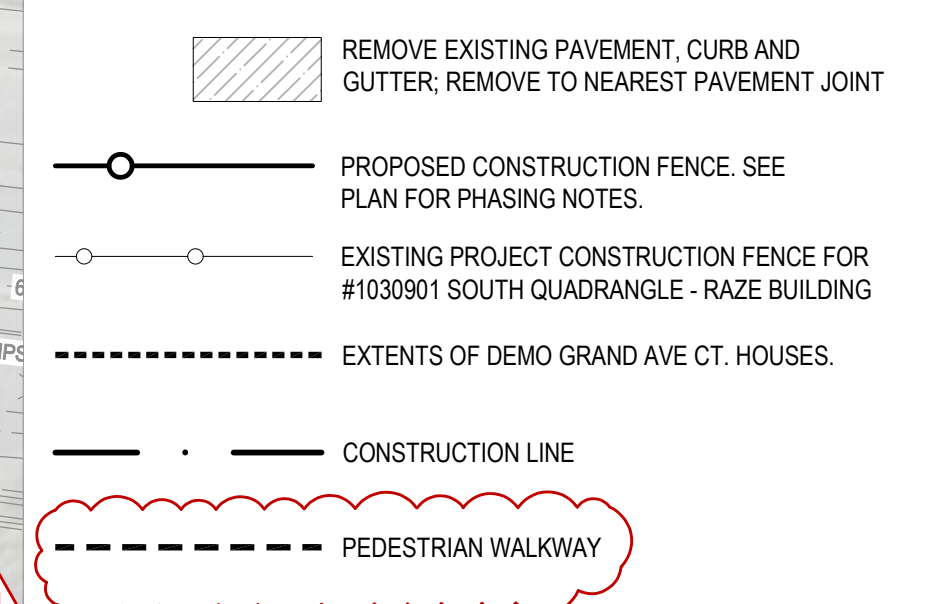 REMOVE EXISTING PAVEMENT, CURB AND
GUTTER; REMOVE TO NEAREST PAVEMENT JOINT
PROPOSED CONSTRUCTION FENCE. SEE
PLAN FOR PHASING NOTES.
EXISTING PROJECT CONSTRUCTION FENCE FOR
#1030901 SOUTH QUADRANGLE - RAZE BUILDING
EXTENTS OF DEMO GRAND AVE CT. HOUSES.
CONSTRUCTION LINE
PEDESTRIAN WALKWAY